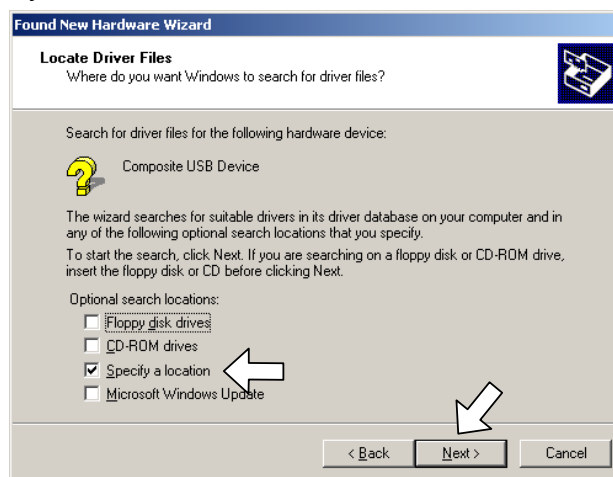 Found New Hardware Wizard
Locate Driver Files
Where do you want Windows to search for driver files?
Search for driver files for the following hardware device:
Composite USB Device
The wizard searches for suitable drivers in its driver database on your computer and in
any of the following optional search locations that you specify.
To start the search, click Next. If you are searching on a floppy disk or CD-ROM drive,
insert the floppy disk or CD before clicking Next.
Optional search locations:
Floppy disk drives
CD-ROM drives
Specify a location
Microsoft Windows Update
< Back Next > Cancel